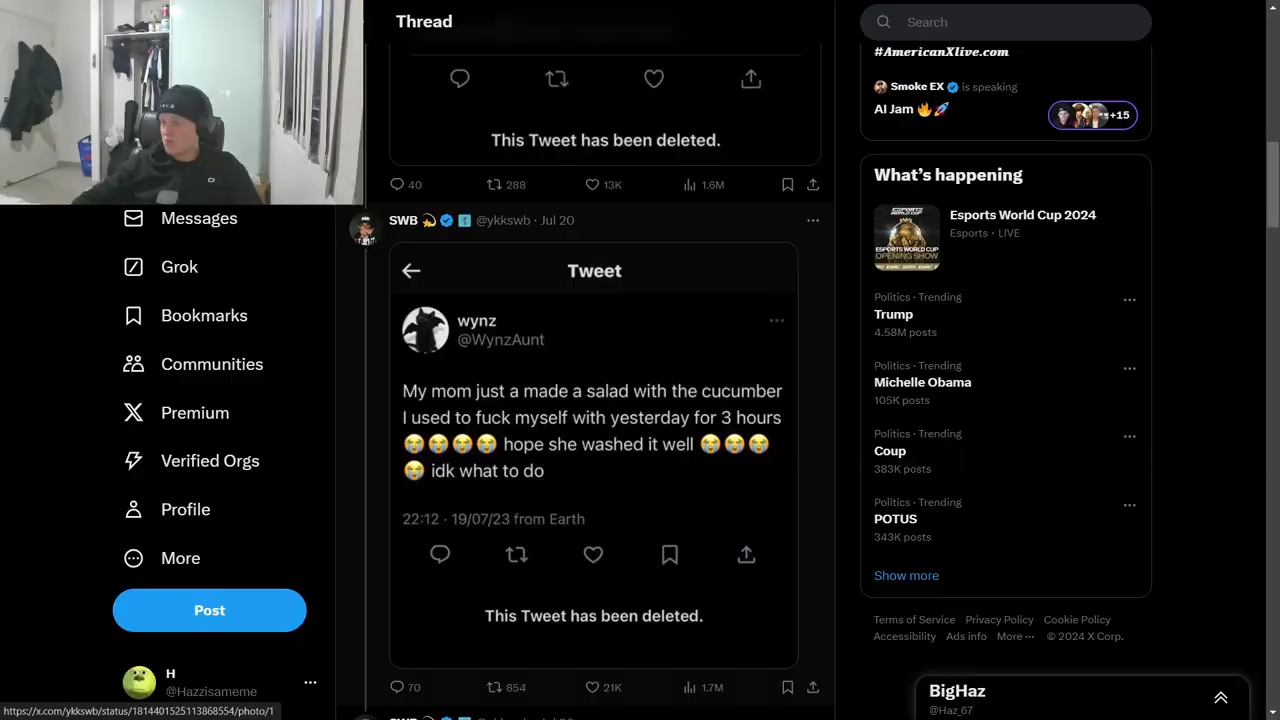 Thread
Search
#AmericanXlive.com
Smoke EX is speaking
AI Jam 🔥🚀
+15
This Tweet has been deleted.
40 288 13K 1.6M
What's happening
Esports World Cup 2024
Esports · LIVE
ESPORTS
WORLD CUP
OPENING SHOW
SWB 💫 @ykkswb · Jul 20
Messages
Grok
Bookmarks
Communities
Premium
Verified Orgs
Profile
More
Post
H
@Hazzisameme
Tweet
wynz
@WynzAunt
My mom just a made a salad with the cucumber
I used to fuck myself with yesterday for 3 hours
😭😭😭😭 hope she washed it well 😭😭😭
😭 idk what to do
22:12 · 19/07/23 from Earth
This Tweet has been deleted.
70 854 21K 1.7M
Politics · Trending
Trump
4.58M posts
Politics · Trending
Michelle Obama
105K posts
Politics · Trending
Coup
383K posts
Politics · Trending
POTUS
343K posts
Show more
Terms of Service Privacy Policy Cookie Policy
Accessibility Ads info More ··· © 2024 X Corp.
BigHaz
@Haz_67
https://x.com/ykkswb/status/1814401525113868554/photo/1